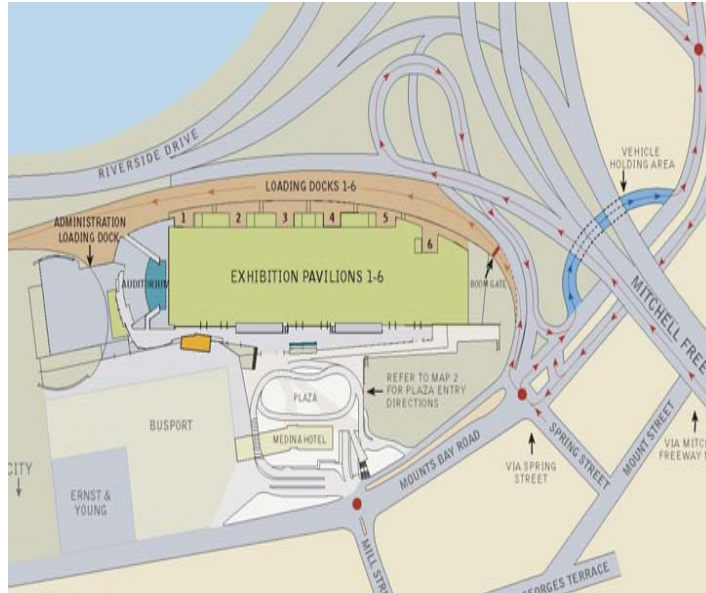 RIVERSIDE DRIVE
VEHICLE
HOLDING AREA
LOADING DOCKS 1-6
ADMINISTRATION
LOADING DOCK
1
2
3
4
5
6
AUDITORIUM
EXHIBITION PAVILIONS 1-6
BOOM GATE
MITCHELL FREE
REFER TO MAP 2
FOR PLAZA ENTRY
DIRECTIONS
PLAZA
BUSPORT
MEDINA HOTEL
MOUNTS BAY ROAD
SPRING STREET
MOUNT STREET
VIA SPRING
STREET
VIA MITC
FREEWAY
CITY
ERNST &
YOUNG
MILL STR
GEORGES TERRACE